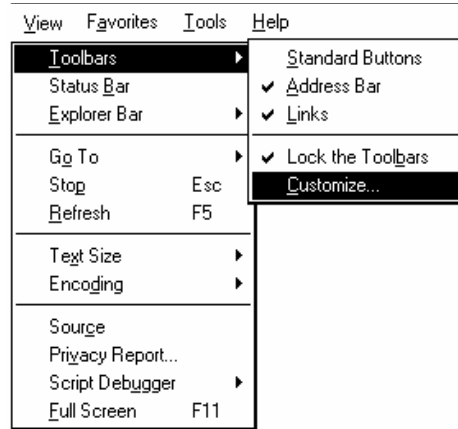 View Favorites Tools Help
Toolbars
Status Bar
Explorer Bar
Go To
Stop Esc
Refresh F5
Text Size
Encoding
Source
Privacy Report...
Script Debugger
Full Screen F11
Standard Buttons
Address Bar
Links
Lock the Toolbars
Customize...